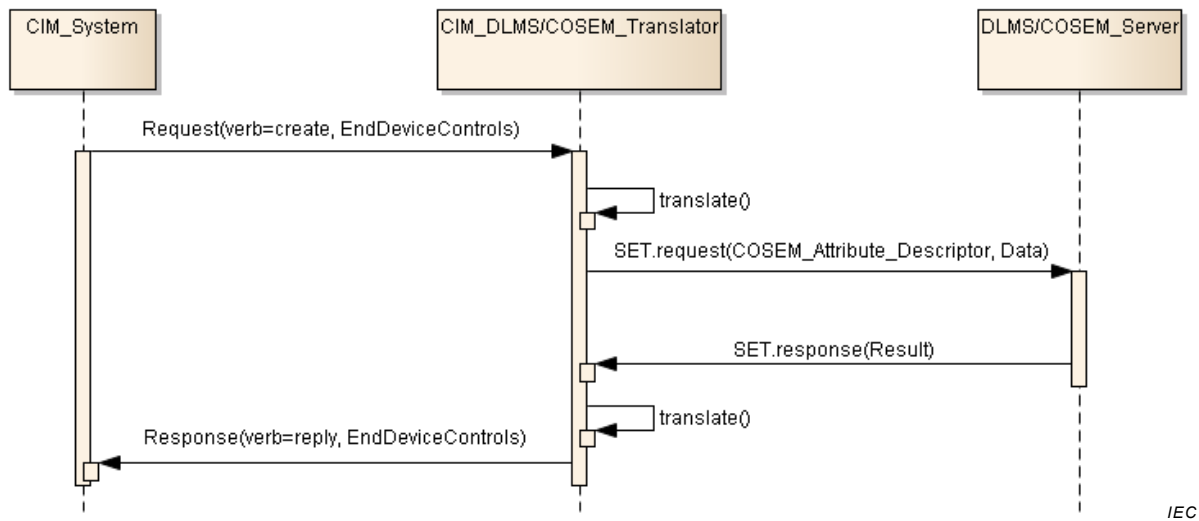 CIM_System
CIM_DLMS/COSEM_Translator
DLMS/COSEM_Server
Request(verb=create, EndDeviceControls)
translate()
SET.request(COSEM_Attribute_Descriptor, Data)
SET.response(Result)
translate()
Response(verb=reply, EndDeviceControls)
IEC